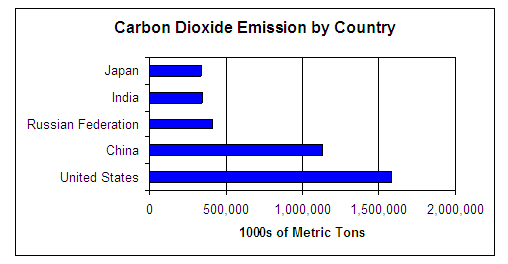 Carbon Dioxide Emission by Country
Japan
India
Russian Federation
China
United States
0 500,000 1,000,000 1,500,000 2,000,000
1000s of Metric Tons